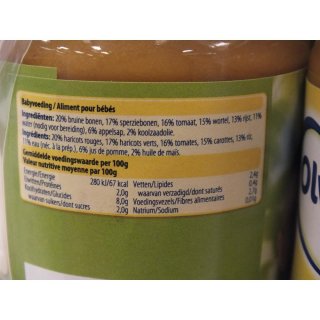 Babyvoeding / Aliment pour bébés
Ingrediënten: 20% bruine bonen, 17% sperziebonen, 16% tomaat, 15% wortel, 13% rijst, 11%
water (nodig voor bereiding), 6% appelsap, 2% koolzaadolie.
Ingrédients: 20% haricots rouges, 17% haricots verts, 16% tomates, 15% carottes, 13% riz,
11% eau (néc. à la prép.), 6% jus de pomme, 2% huile de maïs.
Gemiddelde voedingswaarde per 100g
Valeur nutritive moyenne par 100g
Energie/Energie 280 kJ/67 kcal Vetten/Lipides 2,4g
Eiwitten/Protéines 2,0g waarvan verzadigd/dont saturés 0,4g
Koolhydraten/Glucides 8,0g Voedingsvezels/Fibres alimentaires 2,7g
waarvan suikers/dont sucres 2,0g Natrium/Sodium 0,01g